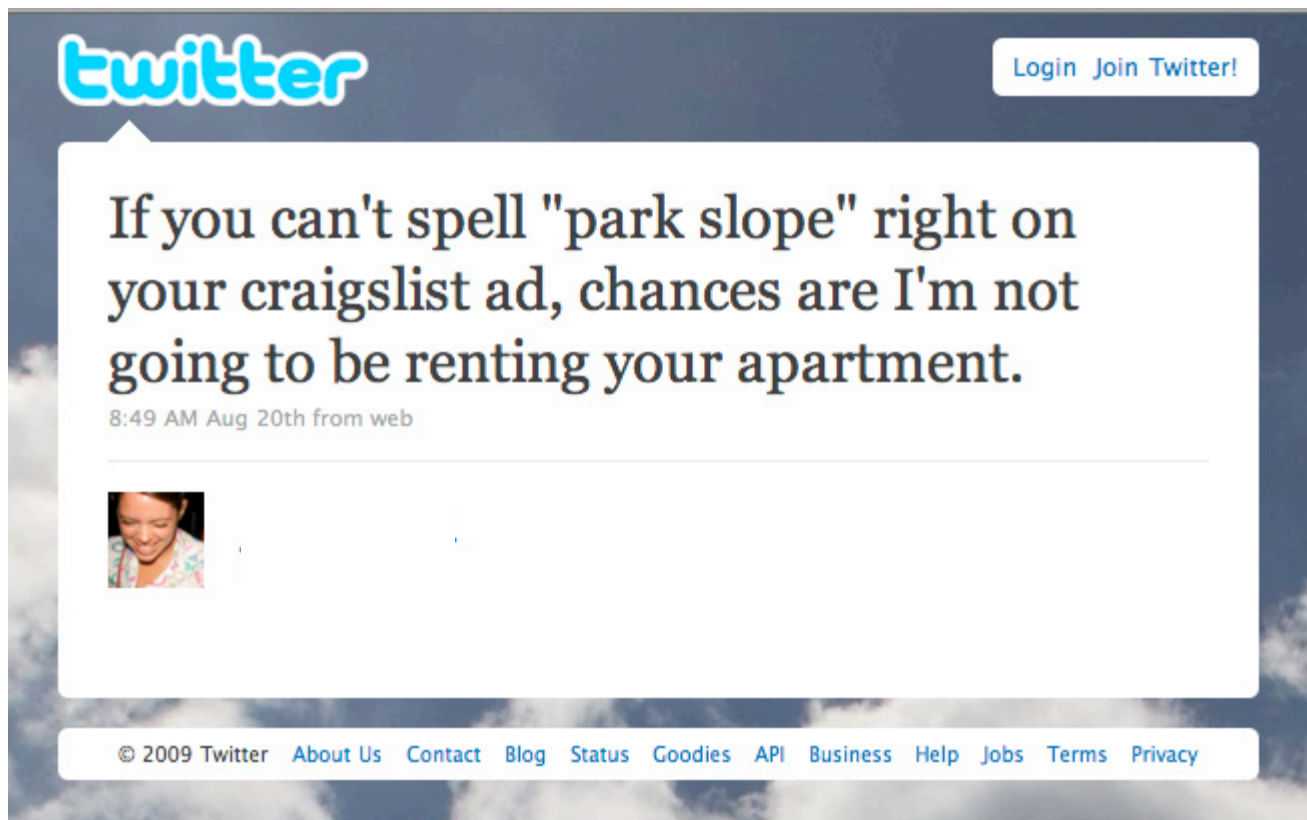 twitter
Login Join Twitter!
If you can't spell "park slope" right on
your craigslist ad, chances are I'm not
going to be renting your apartment.
8:49 AM Aug 20th from web
© 2009 Twitter About Us Contact Blog Status Goodies API Business Help Jobs Terms Privacy